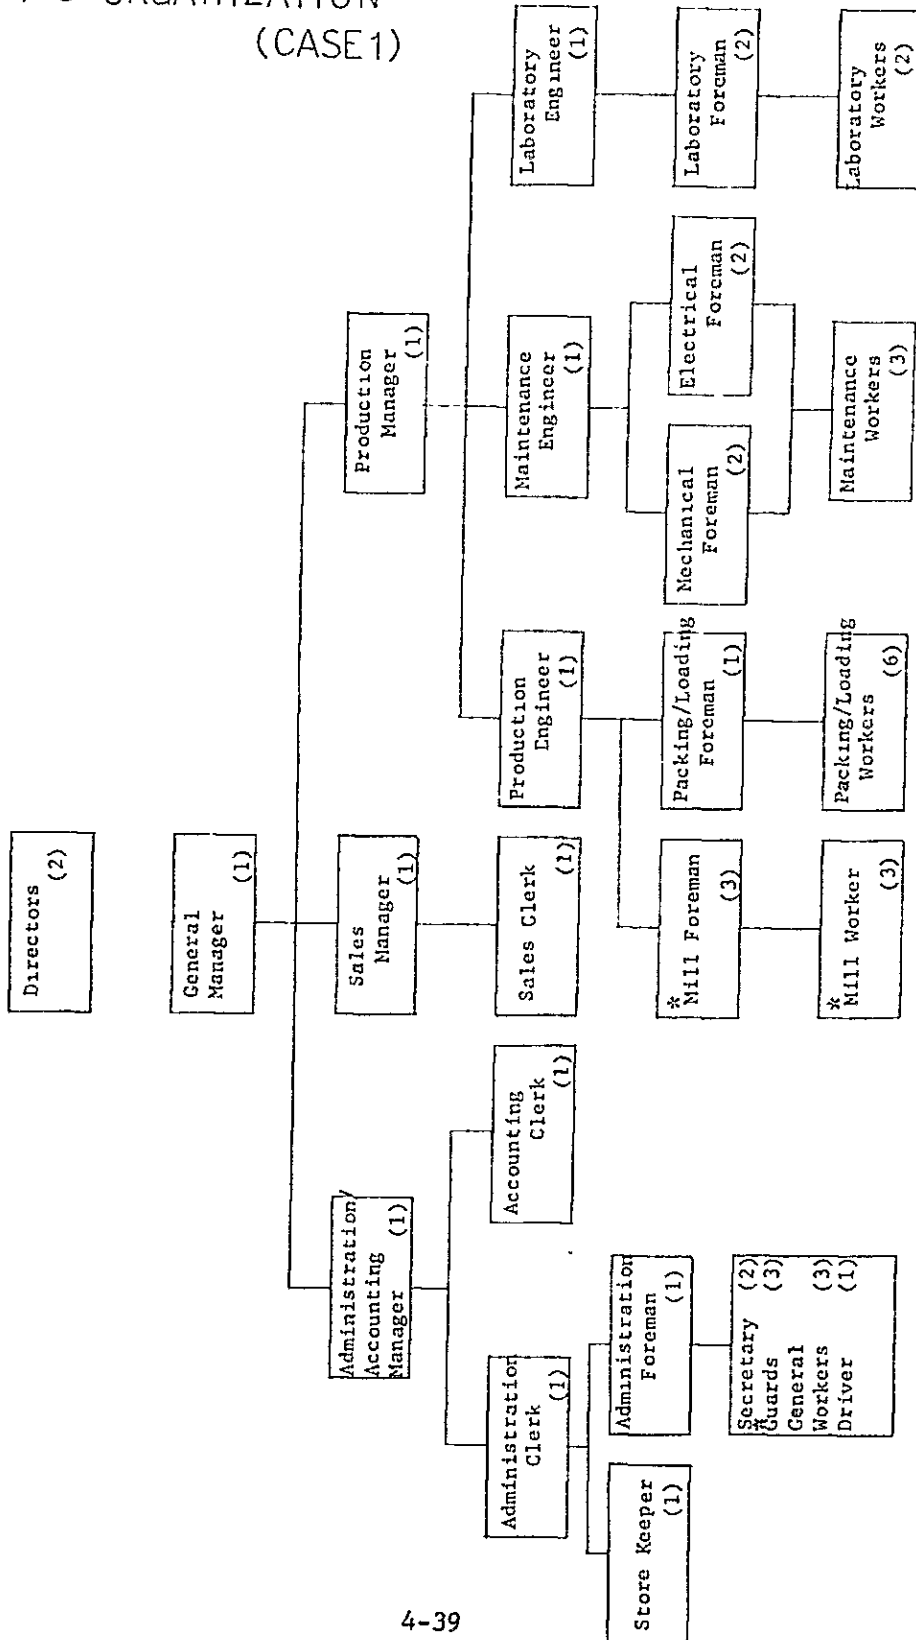 ORGANIZATION
(CASE1)
Directors
(2)
General
Manager
(1)
Administration/
Accounting
Manager (1)
Sales
Manager
(1)
Production
Manager
(1)
Administration
Clerk
(1)
Accounting
Clerk
(1)
Sales Clerk
(1)
Production
Engineer
(1)
Maintenance
Engineer
(1)
Laboratory
Engineer
(1)
Store Keeper
(1)
Administration
Foreman
(1)
*Mill Foreman
(3)
Packing/Loading
Foreman
(1)
Mechanical
Foreman
(2)
Electrical
Foreman
(2)
Laboratory
Foreman
(2)
Secretary (2)
*Guards (3)
General
Workers (3)
Driver (1)
*Mill Worker
(3)
Packing/Loading
Workers
(6)
Maintenance
Workers
(3)
Laboratory
Workers
(2)
4-39